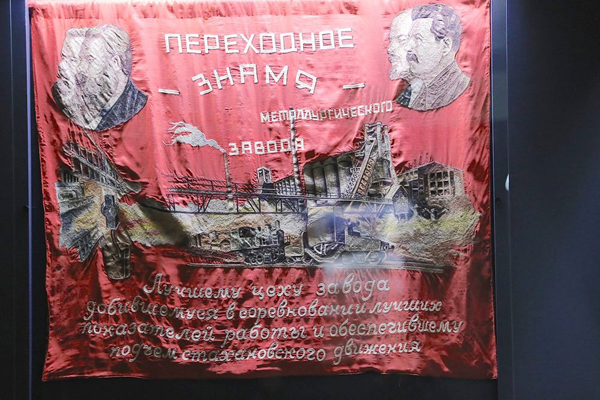 ПЕРЕХОДНОЕ
— ЗНАМЯ —
МЕТАЛЛУРГИЧЕСКОГО
ЗАВОДА
Лучшему цеху завода
добившемуся в соревновании лучших
показателей работы и обеспечившему
подъем стахановского движения